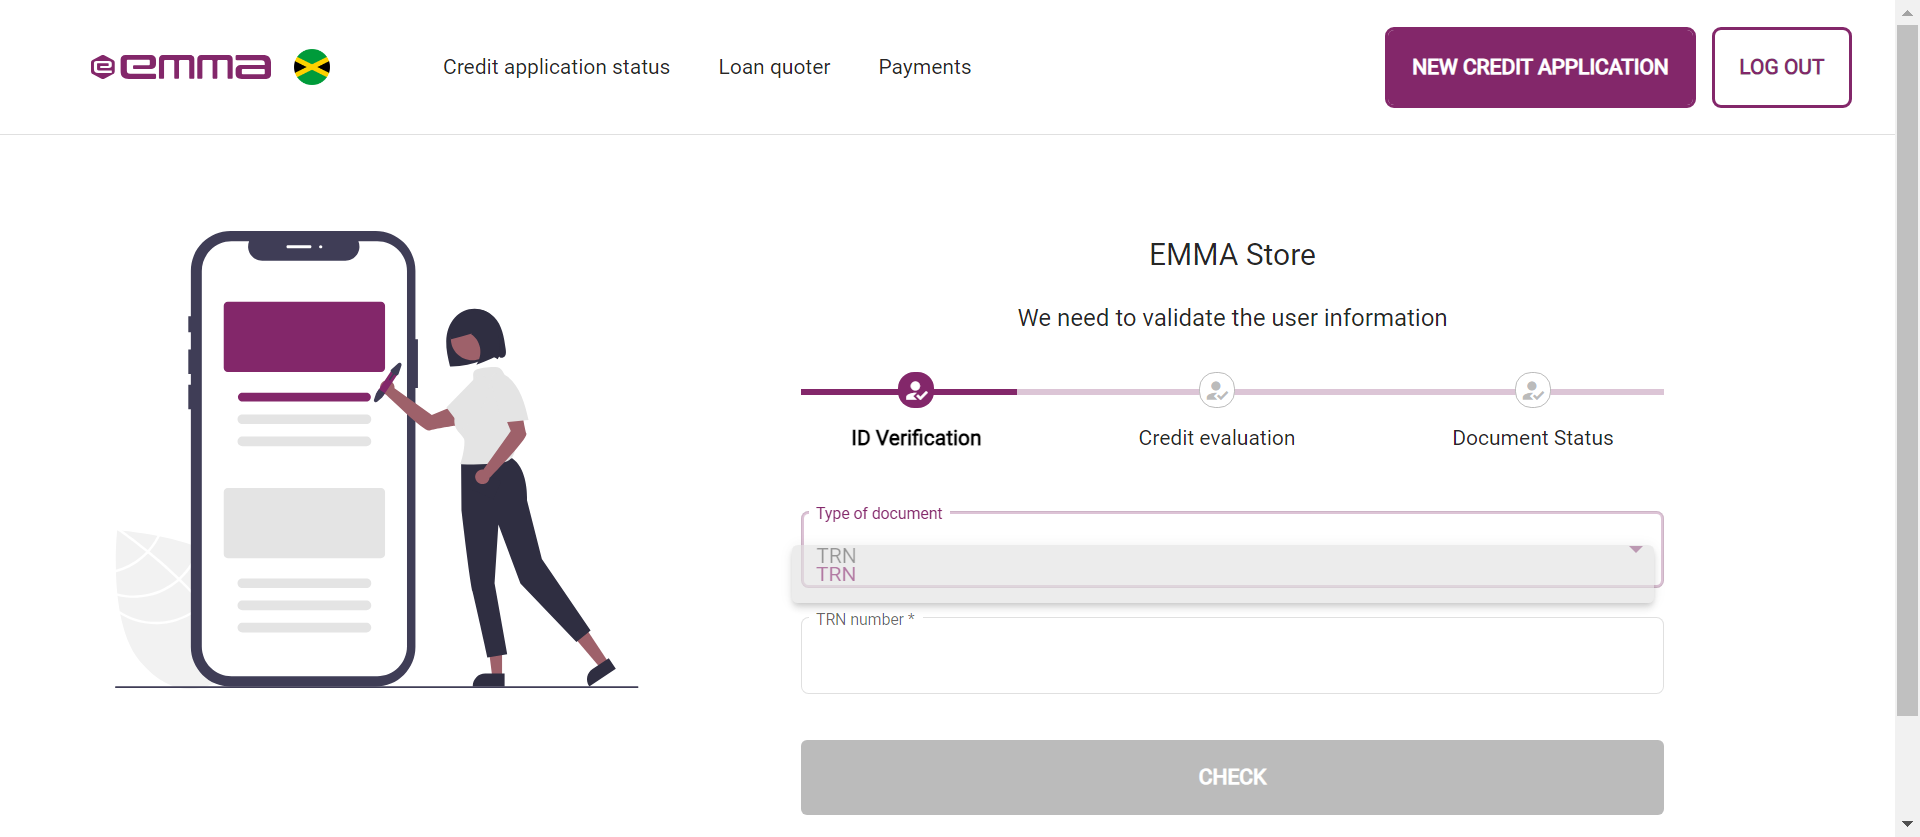 emma
Credit application status
Loan quoter
Payments
NEW CREDIT APPLICATION
LOG OUT
EMMA Store
We need to validate the user information
ID Verification
Credit evaluation
Document Status
Type of document
TRN
TRN
TRN number *
CHECK